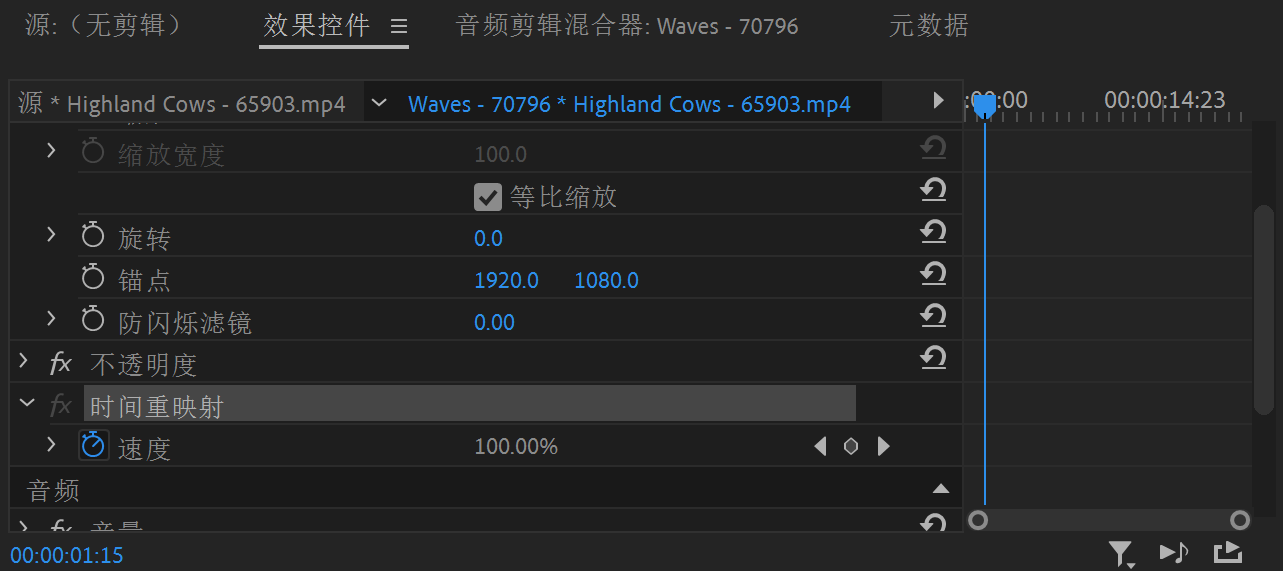 源:（无剪辑） 效果控件 音频剪辑混合器: Waves - 70796 元数据
源 * Highland Cows - 65903.mp4 Waves - 70796 * Highland Cows - 65903.mp4 :00:00 00:00:14:23
缩放宽度 100.0
等比缩放
旋转 0.0
锚点 1920.0 1080.0
防闪烁滤镜 0.00
fx 不透明度
fx 时间重映射
速度 100.00%
音频
fx 音量
00:00:01:15